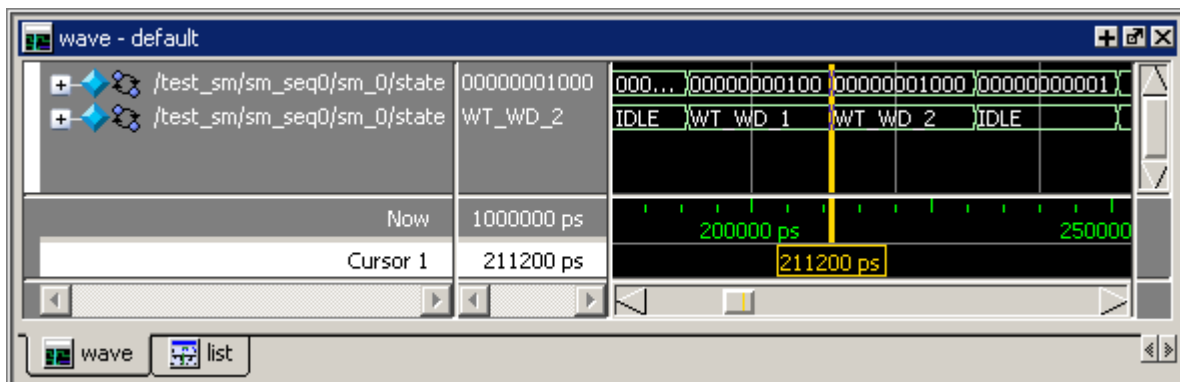 wave - default
/test_sm/sm_seq0/sm_0/state 00000001000 000... 00000000100 00000001000 00000000001
/test_sm/sm_seq0/sm_0/state WT_WD_2 IDLE WT_WD_1 WT_WD_2 IDLE
Now 1000000 ps 200000 ps 250000
Cursor 1 211200 ps 211200 ps
wave list